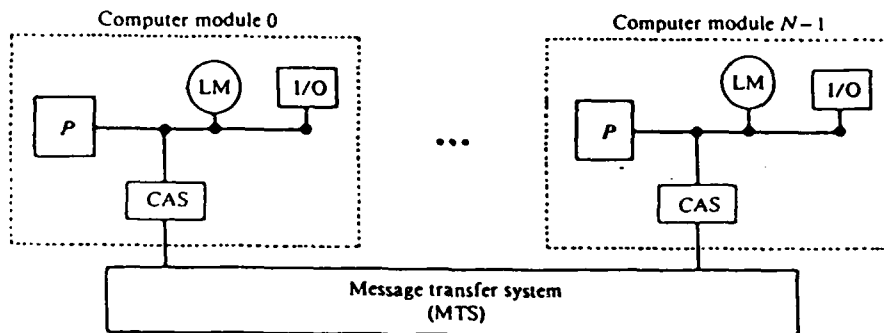 Computer module 0
Computer module N–1
LM
I/O
P
CAS
...
LM
I/O
P
CAS
Message transfer system
(MTS)